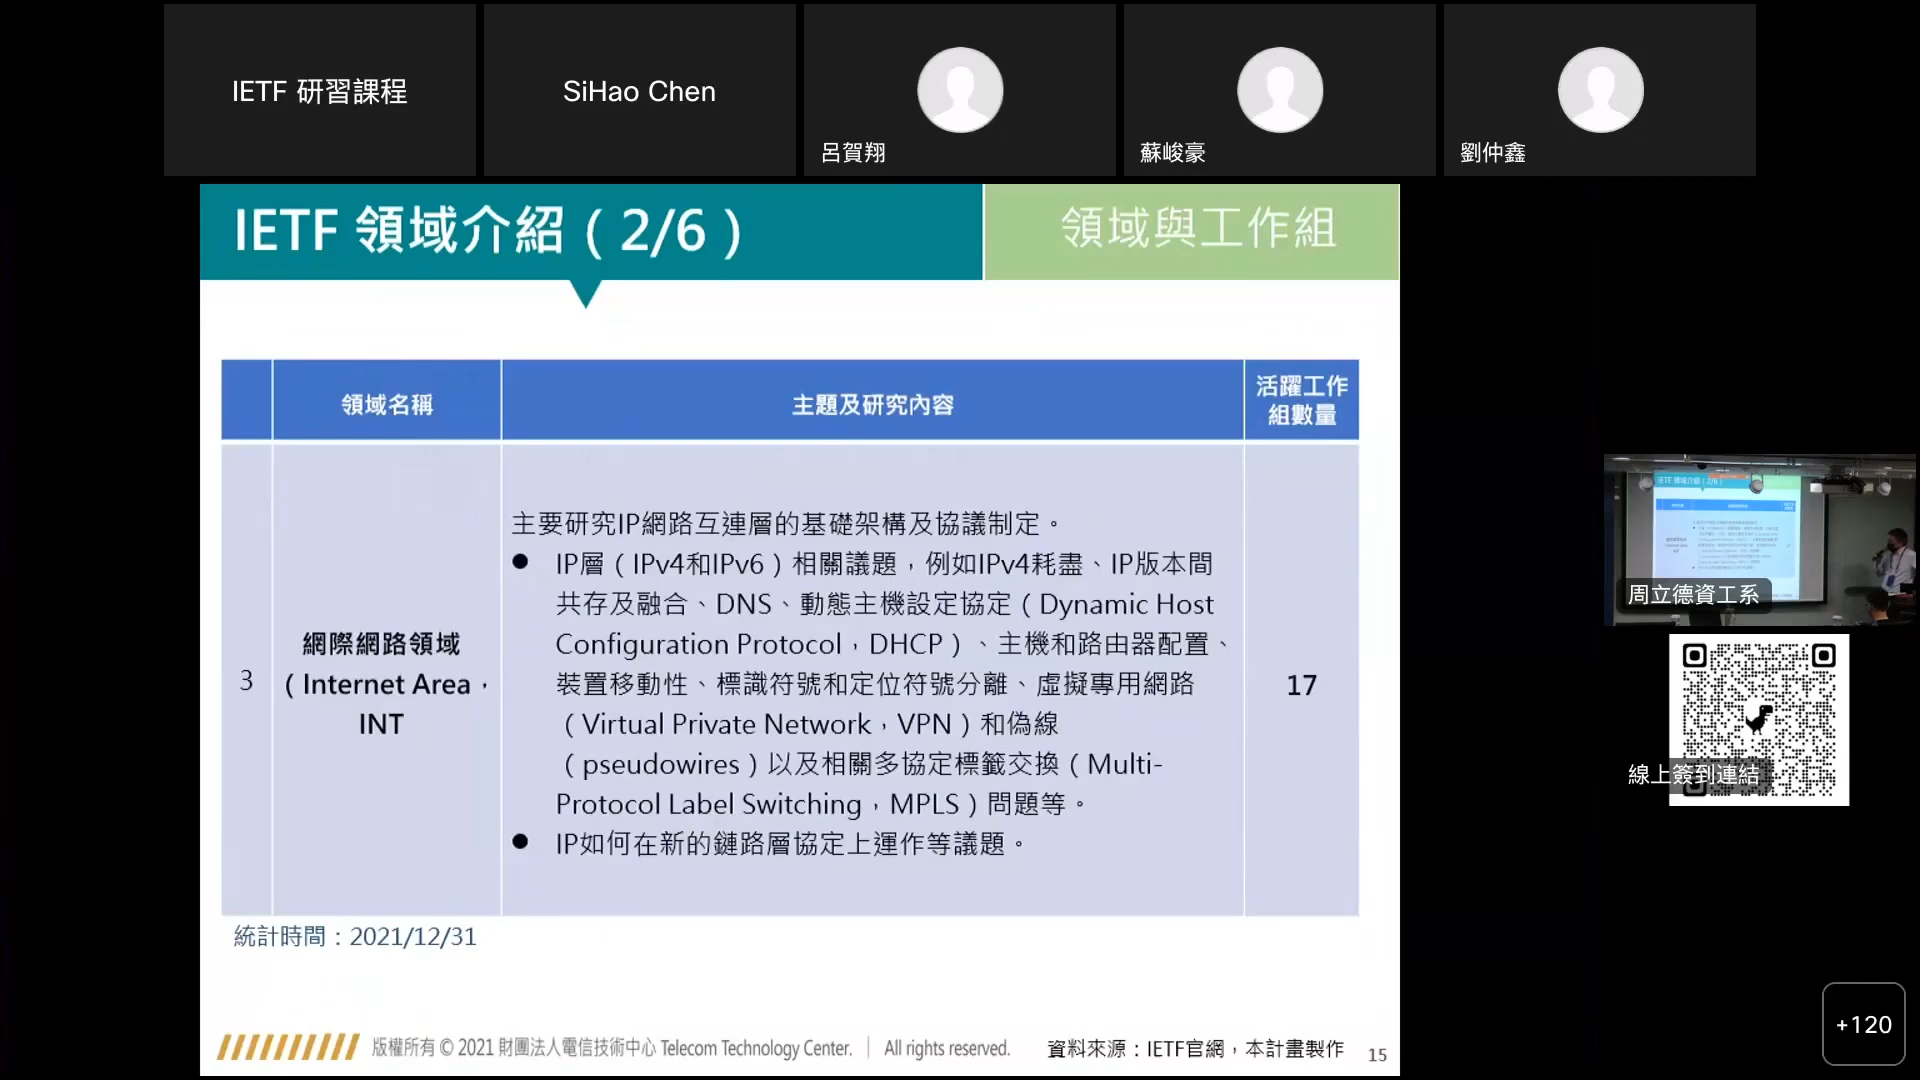 IETF 研習課程
SiHao Chen
呂賀翔
蘇峻豪
劉仲鑫
IETF 領域介紹（2/6）
領域與工作組
領域名稱
主題及研究內容
活躍工作
組數量
3
網際網路領域
（Internet Area，
INT
主要研究IP網路互連層的基礎架構及協議制定。
● IP層（IPv4和IPv6）相關議題，例如IPv4耗盡、IP版本間
共存及融合、DNS、動態主機設定協定（Dynamic Host
Configuration Protocol，DHCP）、主機和路由器配置、
裝置移動性、標識符號和定位符號分離、虛擬專用網路
（Virtual Private Network，VPN）和偽線
（pseudowires）以及相關多協定標籤交換（Multi-
Protocol Label Switching，MPLS）問題等。
● IP如何在新的鏈路層協定上運作等議題。
17
統計時間：2021/12/31
版權所有 © 2021 財團法人電信技術中心 Telecom Technology Center. | All rights reserved.
資料來源：IETF官網，本計畫製作
15
IETF 領域介紹（2/6）
周立德資工系
線上簽到連結
+120